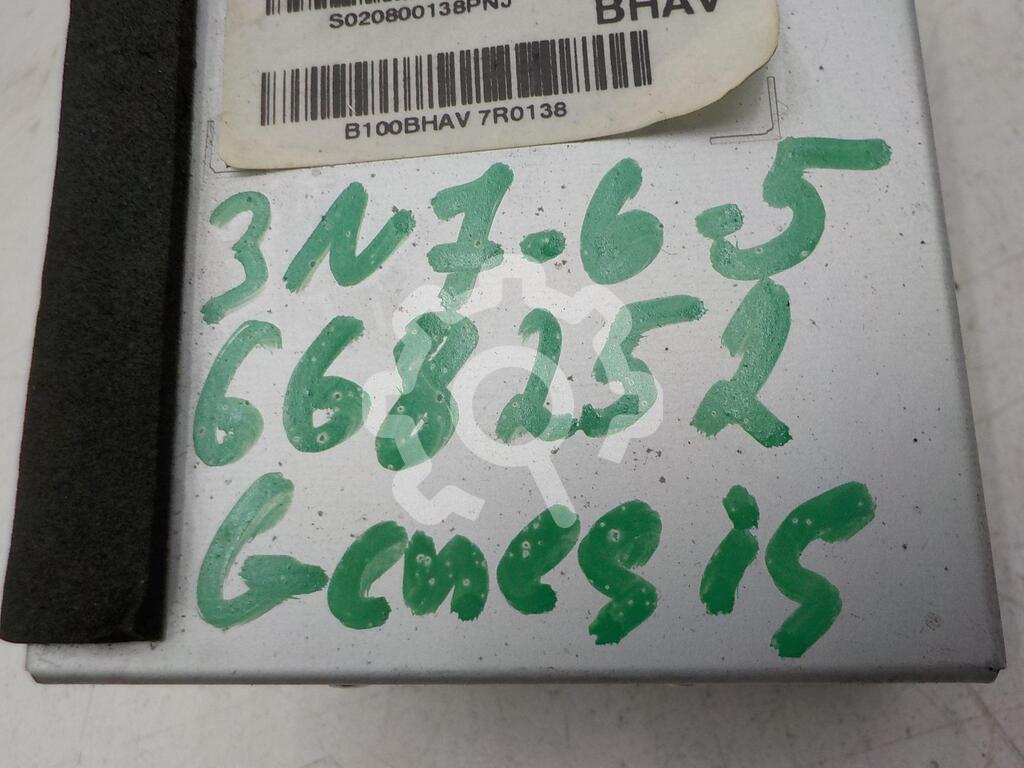 S020800138PNJ
BHAV
B100BHAV 7R0138
3N7-6-5
668252
Genesis